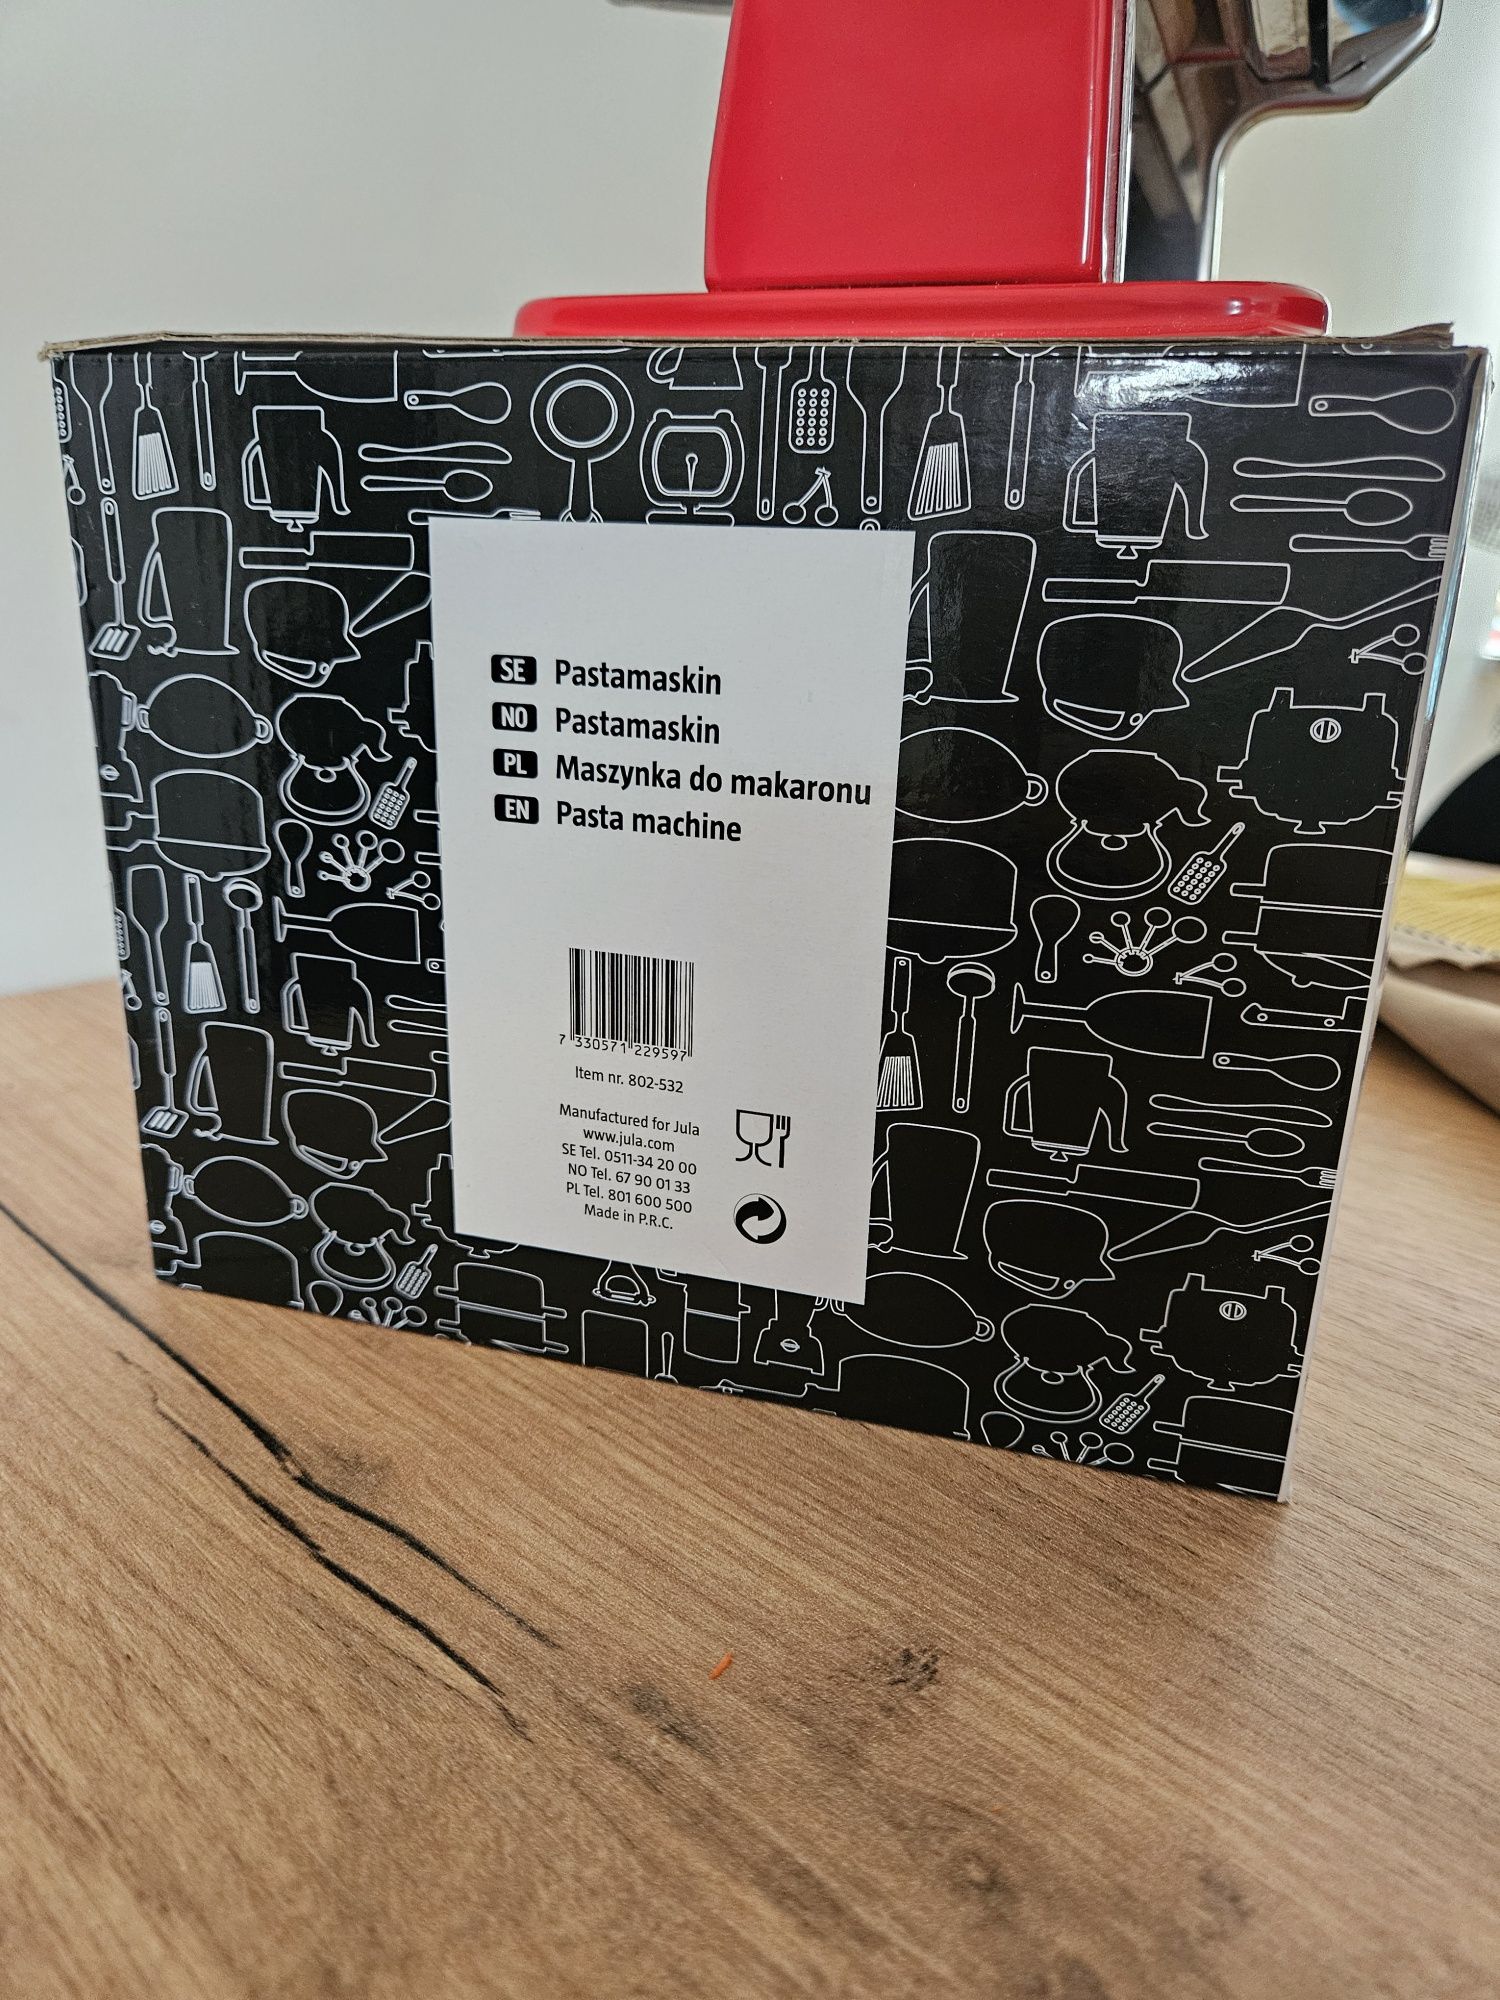 SE Pastamaskin
NO Pastamaskin
PL Maszynka do makaronu
EN Pasta machine
7 330571 229597
Item nr. 802-532
Manufactured for Jula
www.jula.com
SE Tel. 0511-34 20 00
NO Tel. 67 90 01 33
PL Tel. 801 600 500
Made in P.R.C.